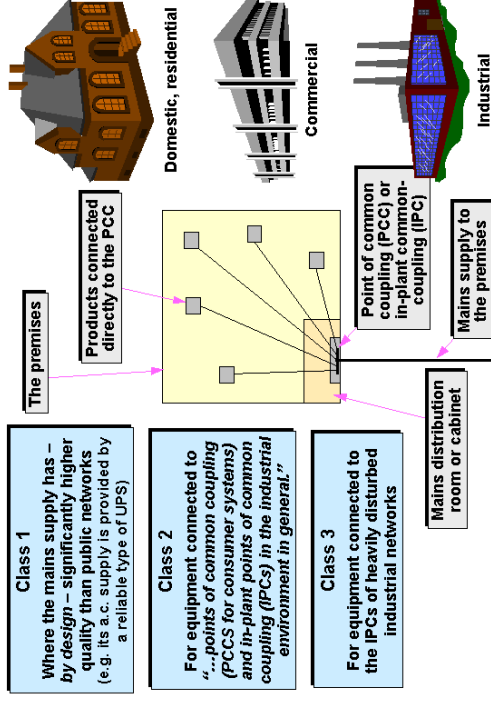 Class 1
Where the mains supply has –
by design – significantly higher
quality than public networks
(e.g. its a.c. supply is provided by
a reliable type of UPS)
Class 2
For equipment connected to
“...points of common coupling
(PCCS for consumer systems)
and in-plant points of common
coupling (IPCs) in the industrial
environment in general.”
Class 3
For equipment connected to
the IPCs of heavily disturbed
industrial networks
The premises
Products connected
directly to the PCC
Mains distribution
room or cabinet
Point of common
coupling (PCC) or
in-plant common-
coupling (IPC)
Mains supply to
the premises
Domestic, residential
Commercial
Industrial